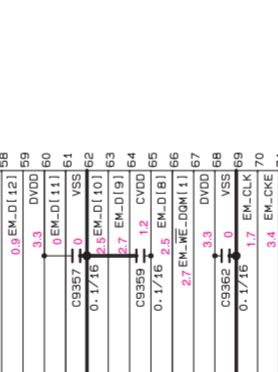 58
0.9 EM_D[12]
59
3.3 DVDD
60
0 EM_D[11]
61
C9357 0 VSS
62
0.1/16 2.5 EM_D[10]
63
2.7 EM_D[9]
64
C9359 1.2 CVDD
65
0.1/16 2.5 EM_D[8]
66
2.7 EM_WE_DQM[1]
67
3.3 DVDD
68
C9362 0 VSS
69
0.1/16 1.7 EM_CLK
70
3.4 EM_CKE